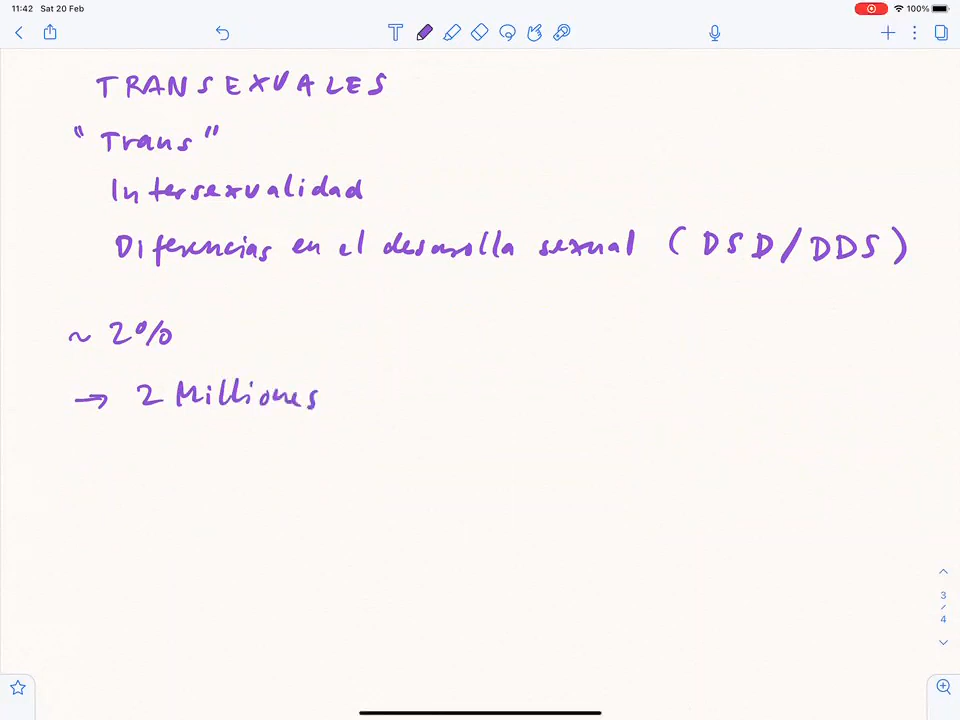 11:42 Sat 20 Feb
100%
TRANSEXUALES
"Trans"
Intersexualidad
Diferencias en el desarolla sexual (DSD/DDS)
~ 2%
→ 2 Milliones
3
/
4